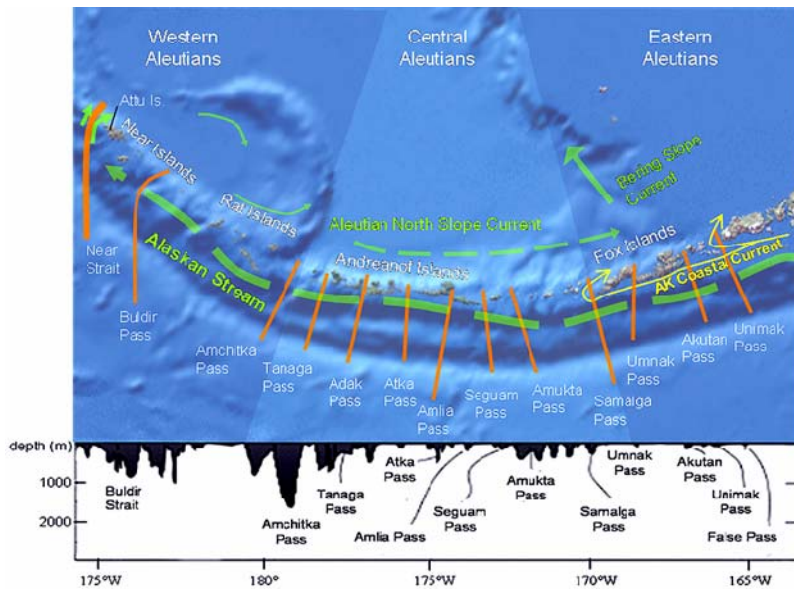 Western
Aleutians
Central
Aleutians
Eastern
Aleutians
Attu Is.
Near Islands
Rat Islands
Bering Slope
Current
Aleutian North Slope Current
Fox Islands
Andreanof Islands
AK Coastal Current
Alaskan Stream
Near
Strait
Buldir
Pass
Amchitka
Pass
Tanaga
Pass
Adak
Pass
Atka
Pass
Amlia
Pass
Seguam
Pass
Amukta
Pass
Samalga
Pass
Umnak
Pass
Akutan
Pass
Unimak
Pass
depth (m)
1000
2000
Buldir
Strait
Amchitka
Pass
Tanaga
Pass
Atka
Pass
Amlia Pass
Seguam
Pass
Amukta
Pass
Samalga
Pass
Umnak
Pass
Akutan
Pass
Unimak
Pass
False Pass
175°W
180°
175°W
170°W
165°W